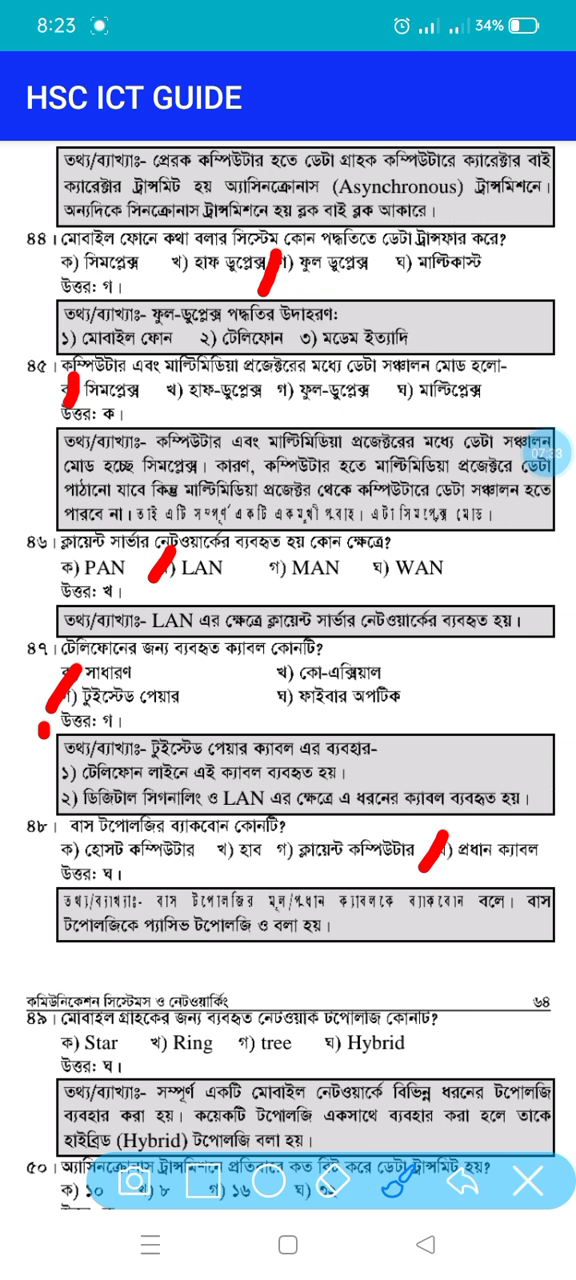 8:23
34%
HSC ICT GUIDE
তথ্য/ব্যাখ্যাঃ- প্রেরক কম্পিউটার হতে ডেটা গ্রাহক কম্পিউটারে ক্যারেক্টার বাই
ক্যারেক্টার ট্রান্সমিট হয় অ্যাসিনক্রোনাস (Asynchronous) ট্রান্সমিশনে।
অন্যদিকে সিনক্রোনাস ট্রান্সমিশনে হয় ব্লক বাই ব্লক আকারে।
৪৪। মোবাইল ফোনে কথা বলার সিস্টেম কোন পদ্ধতিতে ডেটা ট্রান্সফার করে?
ক) সিমপ্লেক্স খ) হাফ ডুপ্লেক্স গ) ফুল ডুপ্লেক্স ঘ) মাল্টিকাস্ট
উত্তর: গ।
তথ্য/ব্যাখ্যাঃ- ফুল-ডুপ্লেক্স পদ্ধতির উদাহরণ:
১) মোবাইল ফোন ২) টেলিফোন ৩) মডেম ইত্যাদি
৪৫। কম্পিউটার এবং মাল্টিমিডিয়া প্রজেক্টরের মধ্যে ডেটা সঞ্চালন মোড হলো-
ক) সিমপ্লেক্স খ) হাফ-ডুপ্লেক্স গ) ফুল-ডুপ্লেক্স ঘ) মাল্টিপ্লেক্স
উত্তর: ক।
তথ্য/ব্যাখ্যাঃ- কম্পিউটার এবং মাল্টিমিডিয়া প্রজেক্টরের মধ্যে ডেটা সঞ্চালন
মোড হচ্ছে সিমপ্লেক্স। কারণ, কম্পিউটার হতে মাল্টিমিডিয়া প্রজেক্টরে ডেটা
07:33
পাঠানো যাবে কিন্তু মাল্টিমিডিয়া প্রজেক্টর থেকে কম্পিউটারে ডেটা সঞ্চালন হতে
পারবে না। তাই এটি সম্পূর্ণ একটি একমুখী প্রবাহ। এটা সিমপ্লেক্স মোড।
৪৬। ক্লায়েন্ট সার্ভার নেটওয়ার্কের ব্যবহৃত হয় কোন ক্ষেত্রে?
ক) PAN খ) LAN গ) MAN ঘ) WAN
উত্তর: খ।
তথ্য/ব্যাখ্যাঃ- LAN এর ক্ষেত্রে ক্লায়েন্ট সার্ভার নেটওয়ার্কের ব্যবহৃত হয়।
৪৭। টেলিফোনের জন্য ব্যবহৃত ক্যাবল কোনটি?
ক) সাধারণ খ) কো-এক্সিয়াল
গ) টুইস্টেড পেয়ার ঘ) ফাইবার অপটিক
উত্তর: গ।
তথ্য/ব্যাখ্যাঃ- টুইস্টেড পেয়ার ক্যাবল এর ব্যবহার-
১) টেলিফোন লাইনে এই ক্যাবল ব্যবহৃত হয়।
২) ডিজিটাল সিগনালিং ও LAN এর ক্ষেত্রে এ ধরনের ক্যাবল ব্যবহৃত হয়।
৪৮। বাস টপোলজির ব্যাকবোন কোনটি?
ক) হোসট কম্পিউটার খ) হাব গ) ক্লায়েন্ট কম্পিউটার ঘ) প্রধান ক্যাবল
উত্তর: ঘ।
তথ্য/ব্যাখ্যাঃ- বাস টপোলজির মূল/প্রধান ক্যাবলকে ব্যাকবোন বলে। বাস
টপোলজিকে প্যাসিভ টপোলজি ও বলা হয়।
কমিউনিকেশন সিস্টেমস ও নেটওয়ার্কিং ৬৪
৪৯। মোবাইল গ্রাহকের জন্য ব্যবহৃত নেটওয়ার্ক টপোলজি কোনটি?
ক) Star খ) Ring গ) tree ঘ) Hybrid
উত্তর: ঘ।
তথ্য/ব্যাখ্যাঃ- সম্পূর্ণ একটি মোবাইল নেটওয়ার্কে বিভিন্ন ধরনের টপোলজি
ব্যবহার করা হয়। কয়েকটি টপোলজি একসাথে ব্যবহার করা হলে তাকে
হাইব্রিড (Hybrid) টপোলজি বলা হয়।
৫০। অ্যাসিনক্রোনাস ট্রান্সমিশনে প্রতিবারে কত বিট করে ডেটা ট্রান্সমিট হয়?
ক) ১০ খ) ৮ গ) ১৬ ঘ)